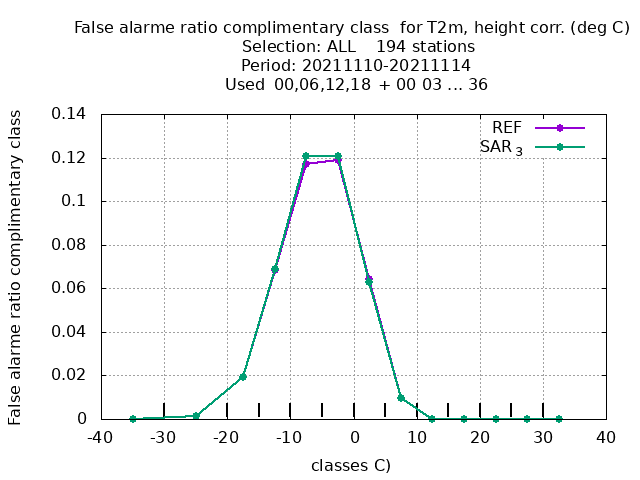 False alarme ratio complimentary class for T2m, height corr. (deg C)
Selection: ALL 194 stations
Period: 20211110-20211114
Used 00,06,12,18 + 00 03 ... 36
False alarme ratio complimentary class
0.14
0.12
0.1
0.08
0.06
0.04
0.02
0
REF
SAR 3
-40 -30 -20 -10 0 10 20 30 40
classes C)